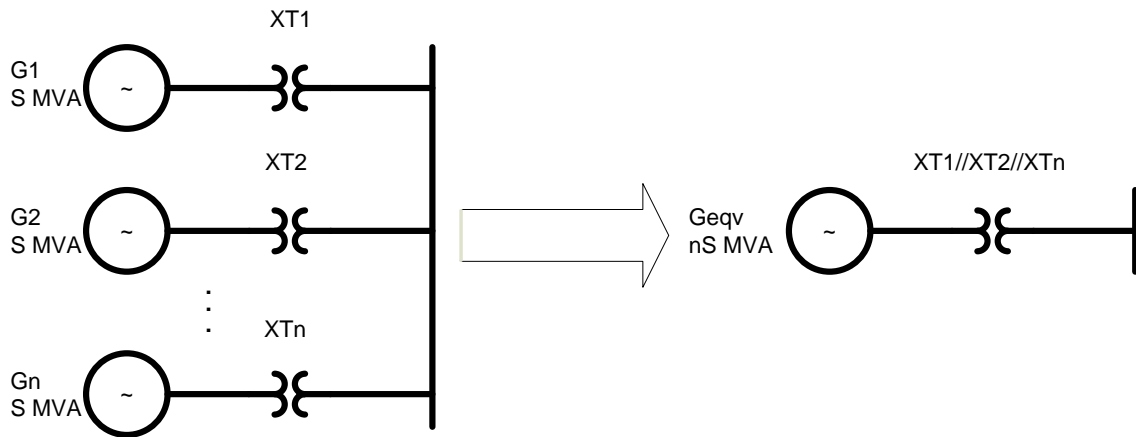 XT1
G1
S MVA
~
XT2
G2
S MVA
~
XTn
Gn
S MVA
~
XT1//XT2//XTn
Geqv
nS MVA
~